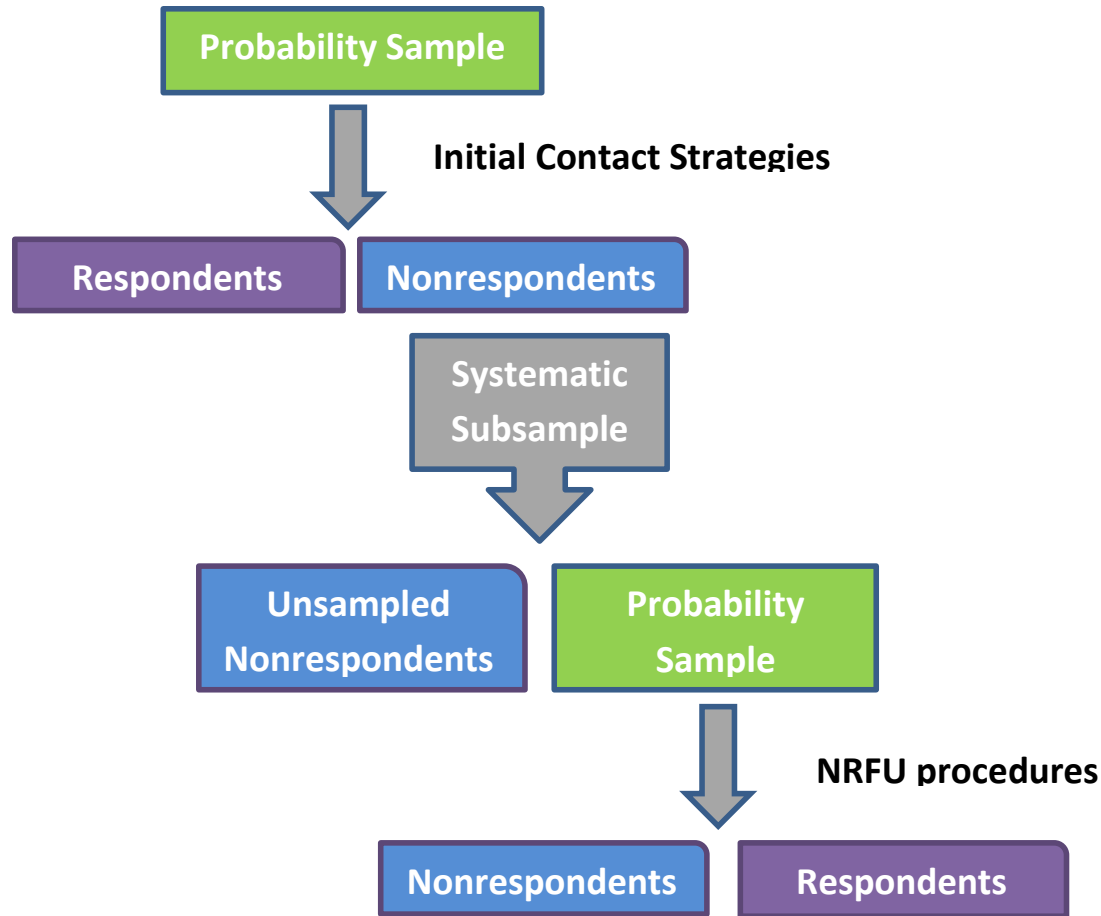 Probability Sample
Initial Contact Strategies
Respondents
Nonrespondents
Systematic
Subsample
Unsampled
Nonrespondents
Probability
Sample
NRFU procedures
Nonrespondents
Respondents